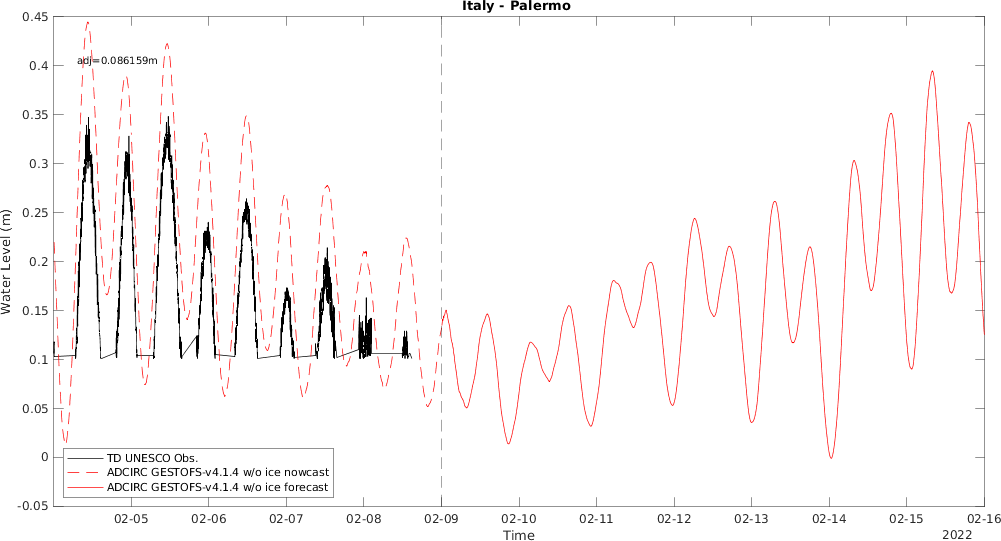 Italy - Palermo
adj=0.086159m
0.45
0.4
0.35
0.3
0.25
0.2
0.15
0.1
0.05
0
-0.05
Water Level (m)
TD UNESCO Obs.
ADCIRC GESTOFS-v4.1.4 w/o ice nowcast
ADCIRC GESTOFS-v4.1.4 w/o ice forecast
02-05 02-06 02-07 02-08 02-09 02-10 02-11 02-12 02-13 02-14 02-15 02-16
Time
2022